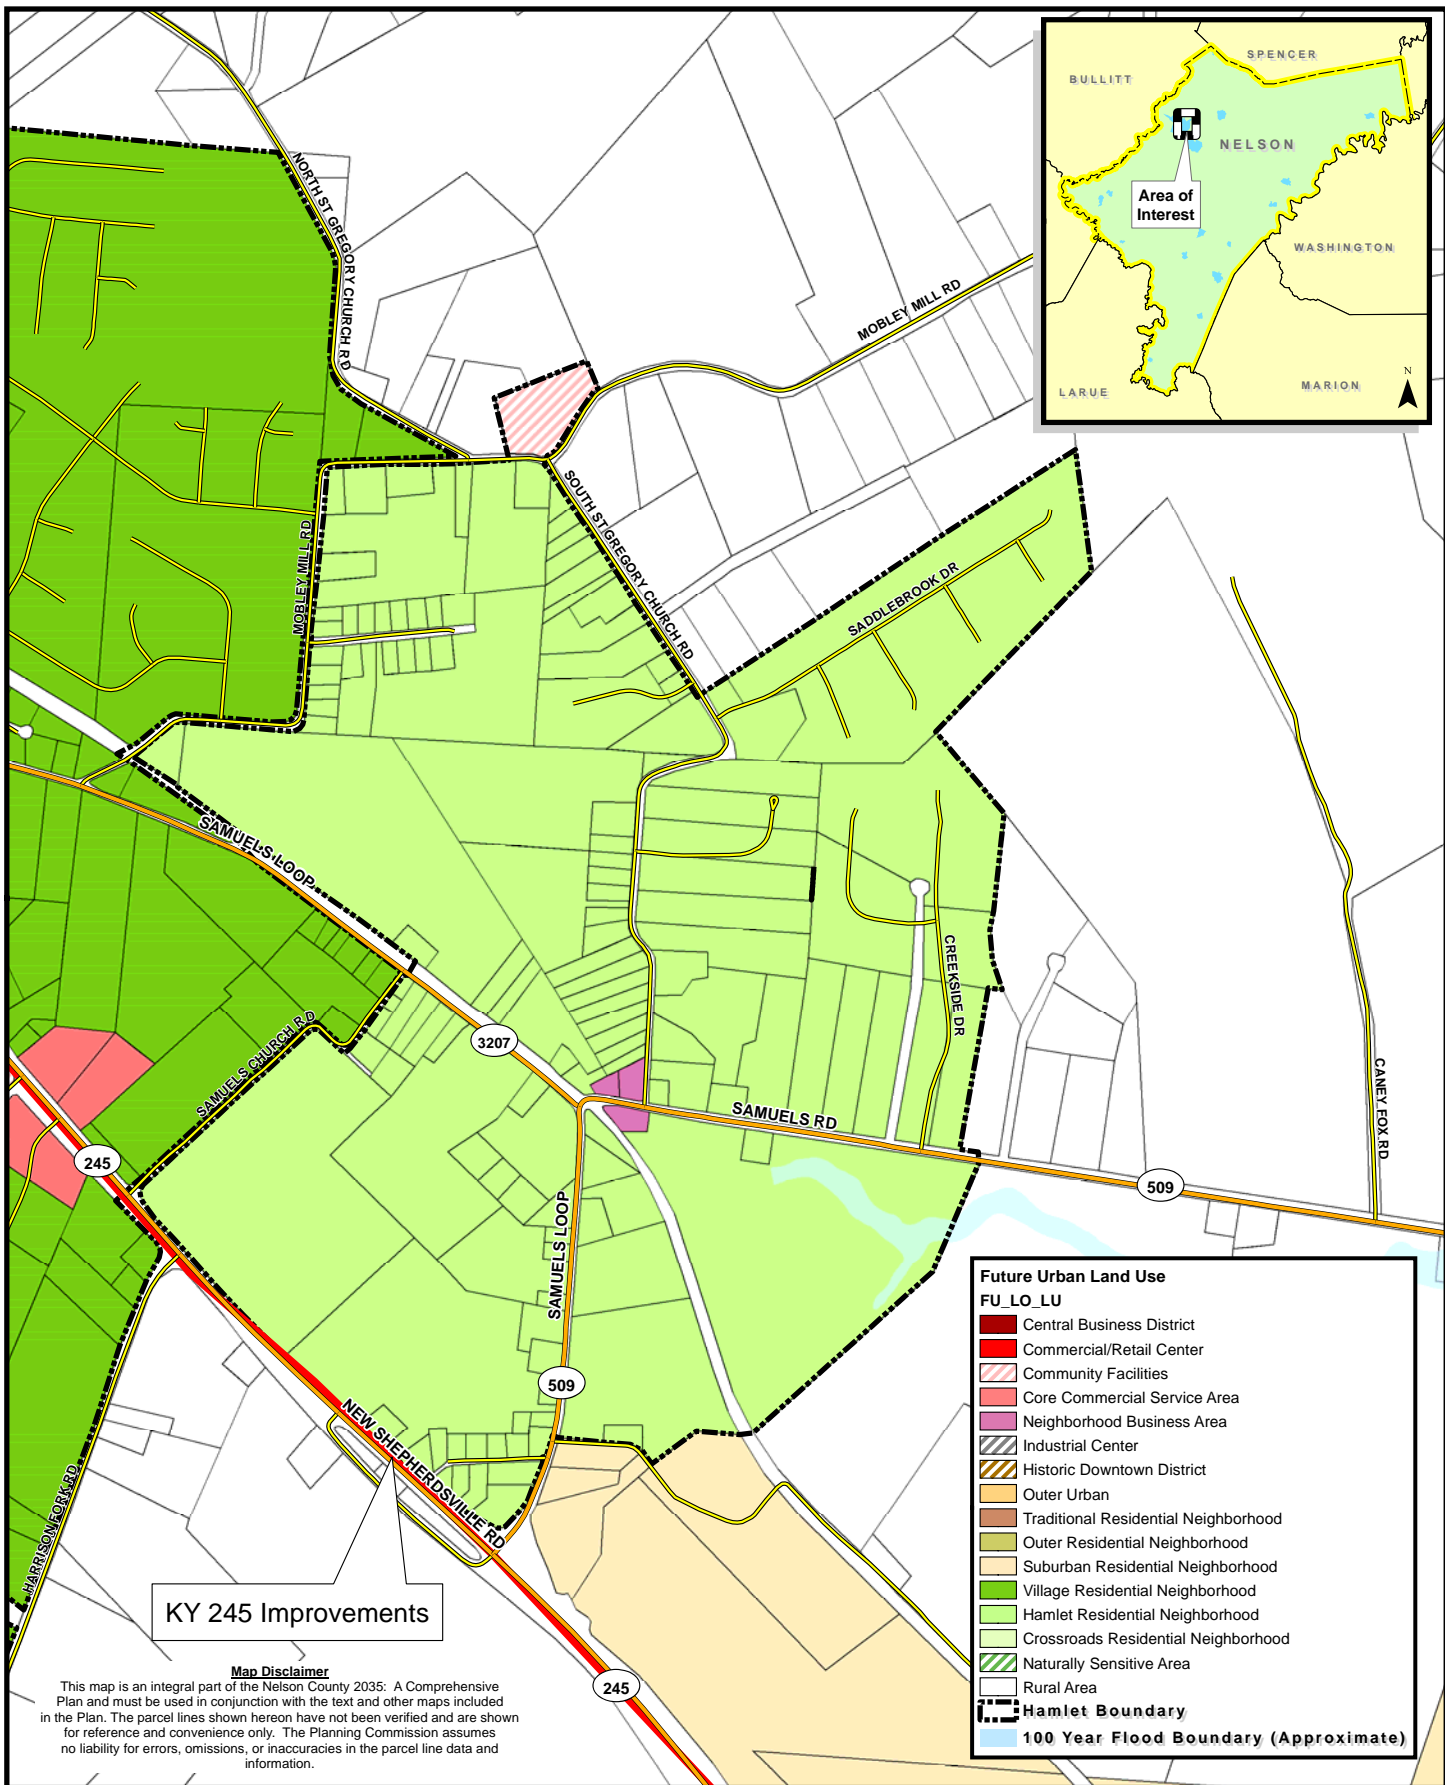 SPENCER
BULLITT
NELSON
Area of
Interest
WASHINGTON
LARUE
MARION
N
NORTH ST GREGORY CHURCH RD
MOBLEY MILL RD
SOUTH ST GREGORY CHURCH RD
MOBLEY MILL RD
SADDLEBROOK DR
SAMUELS LOOP
CREEKSIDE DR
SAMUELS CHURCH RD
3207
SAMUELS RD
CANEY FOX RD
245
509
SAMUELS LOOP
509
NEW SHEPHERDSVILLE RD
HARRISON FORK RD
KY 245 Improvements
245
Future Urban Land Use
FU_LO_LU
Central Business District
Commercial/Retail Center
Community Facilities
Core Commercial Service Area
Neighborhood Business Area
Industrial Center
Historic Downtown District
Outer Urban
Traditional Residential Neighborhood
Outer Residential Neighborhood
Suburban Residential Neighborhood
Village Residential Neighborhood
Hamlet Residential Neighborhood
Crossroads Residential Neighborhood
Naturally Sensitive Area
Rural Area
Hamlet Boundary
100 Year Flood Boundary (Approximate)
Map Disclaimer
This map is an integral part of the Nelson County 2035: A Comprehensive
Plan and must be used in conjunction with the text and other maps included
in the Plan. The parcel lines shown hereon have not been verified and are shown
for reference and convenience only. The Planning Commission assumes
no liability for errors, omissions, or inaccuracies in the parcel line data and
information.